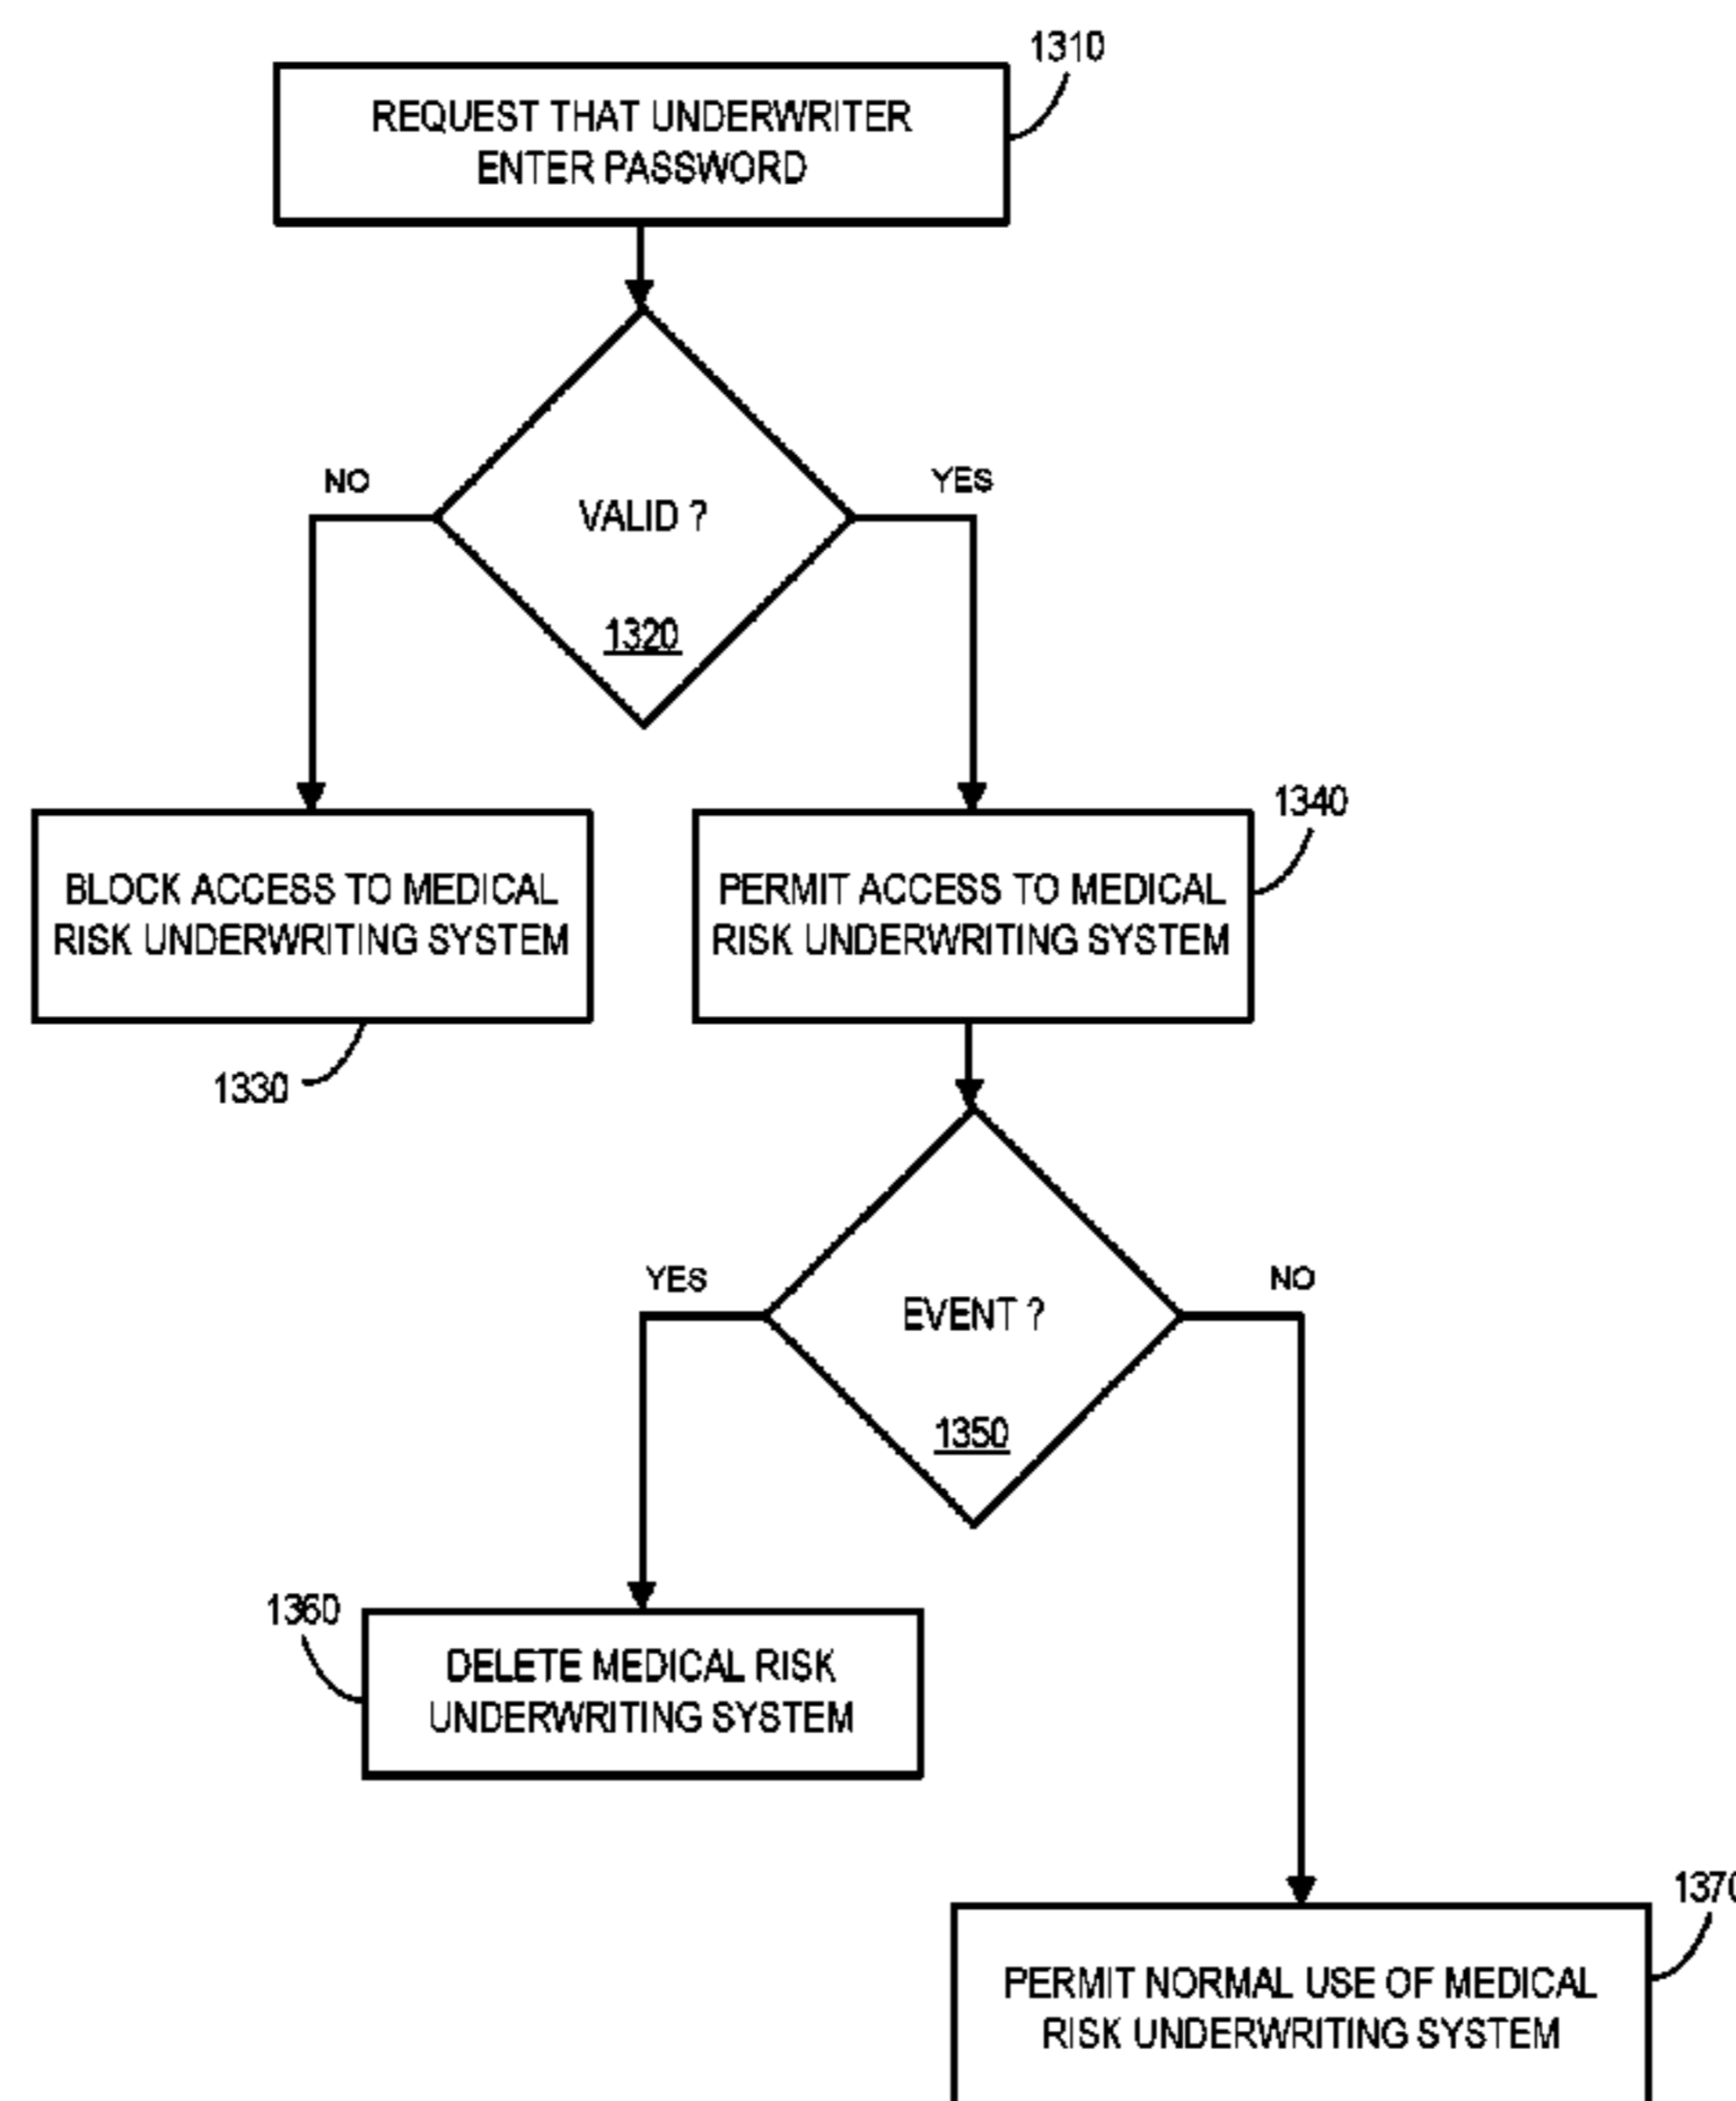 1310
REQUEST THAT UNDERWRITER
ENTER PASSWORD
NO
YES
VALID ?
1320
1340
BLOCK ACCESS TO MEDICAL
RISK UNDERWRITING SYSTEM
PERMIT ACCESS TO MEDICAL
RISK UNDERWRITING SYSTEM
1330
YES
NO
EVENT ?
1350
1360
DELETE MEDICAL RISK
UNDERWRITING SYSTEM
1370
PERMIT NORMAL USE OF MEDICAL
RISK UNDERWRITING SYSTEM